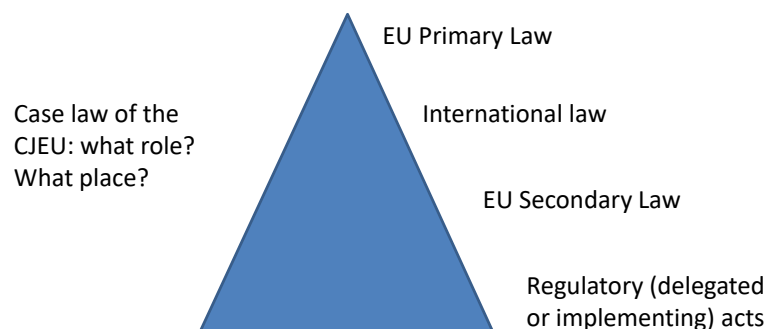 EU Primary Law
Case law of the
CJEU: what role?
What place?
International law
EU Secondary Law
Regulatory (delegated
or implementing) acts